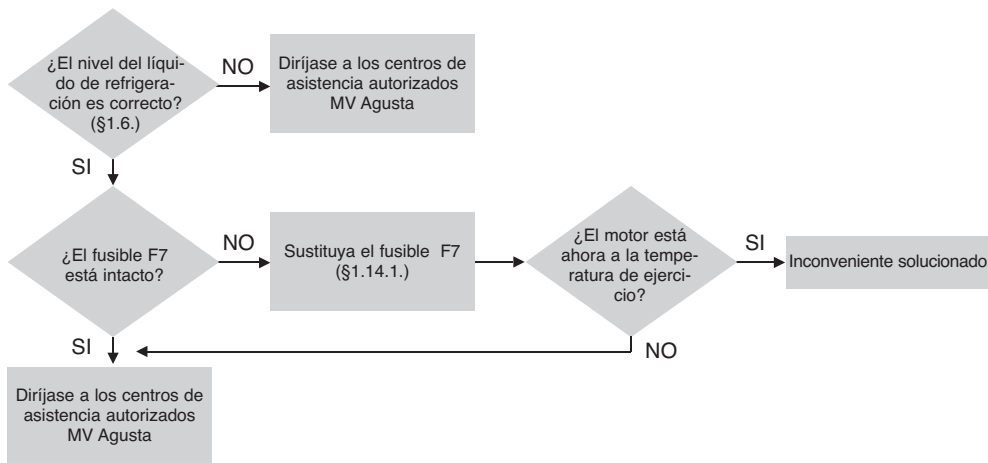 ¿El nivel del líqui-
do de refrigera-
ción es correcto?
(§1.6.)
NO
Diríjase a los centros de
asistencia autorizados
MV Agusta
SI
¿El fusible F7
está intacto?
NO
Sustituya el fusible F7
(§1.14.1.)
¿El motor está
ahora a la tempe-
ratura de ejerci-
cio?
SI
Inconveniente solucionado
SI
NO
Diríjase a los centros de
asistencia autorizados
MV Agusta